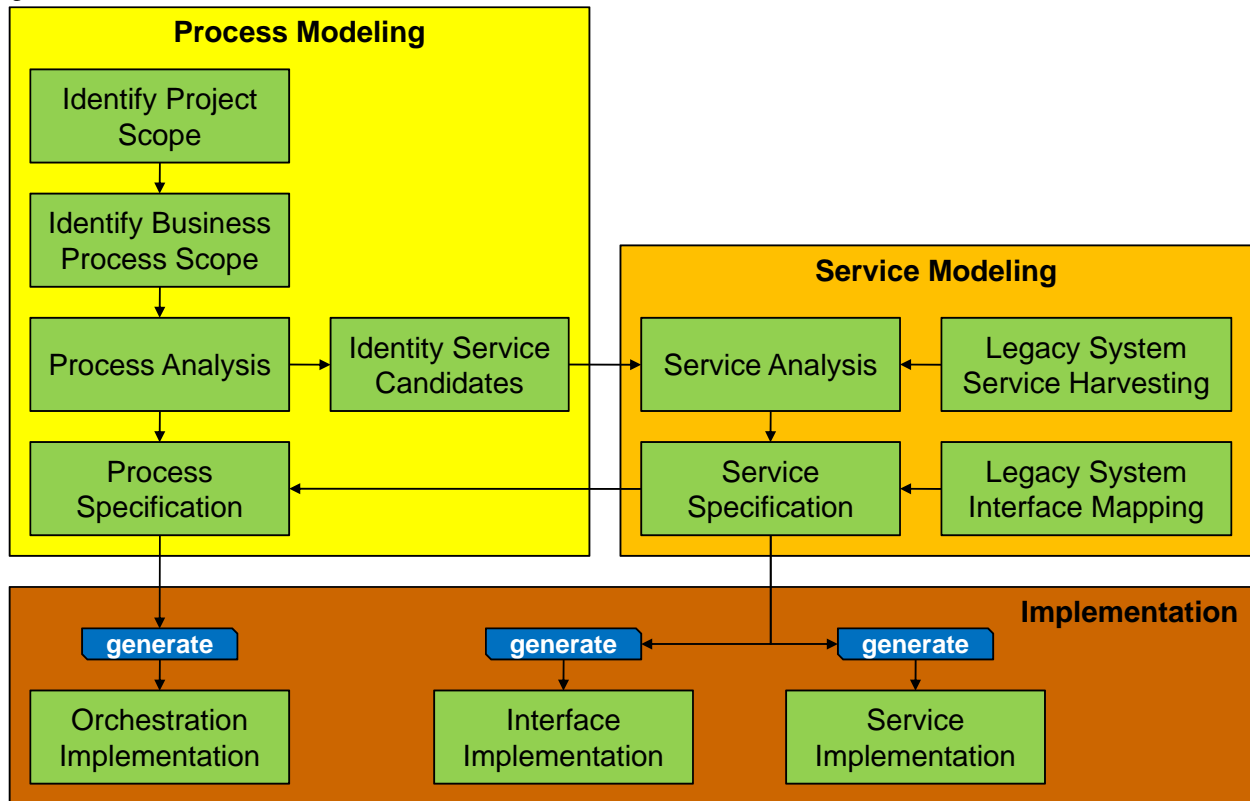 Process Modeling
Identify Project
Scope
Identify Business
Process Scope
Process Analysis
Identity Service
Candidates
Process
Specification
Service Modeling
Service Analysis
Legacy System
Service Harvesting
Service
Specification
Legacy System
Interface Mapping
Implementation
generate
generate
generate
Orchestration
Implementation
Interface
Implementation
Service
Implementation